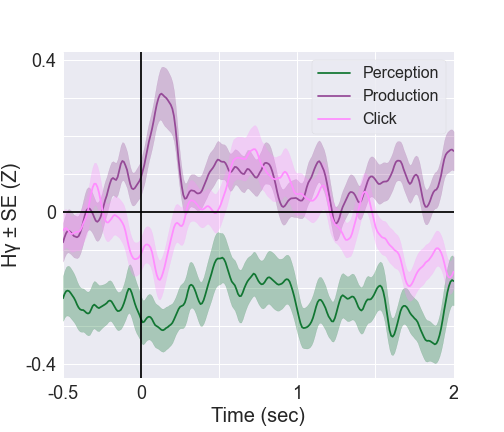 0.4
0
-0.4
Hγ ± SE (Z)
Perception
Production
Click
-0.5
0
1
2
Time (sec)